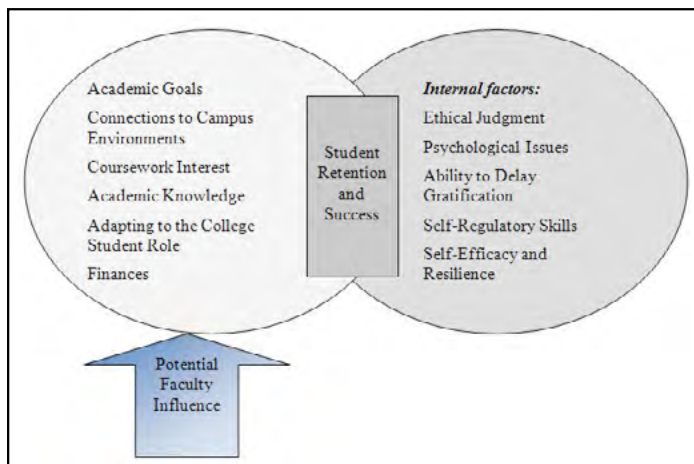 Academic Goals
Connections to Campus
Environments
Coursework Interest
Academic Knowledge
Adapting to the College
Student Role
Finances
Student
Retention
and
Success
Internal factors:
Ethical Judgment
Psychological Issues
Ability to Delay
Gratification
Self-Regulatory Skills
Self-Efficacy and
Resilience
Potential
Faculty
Influence